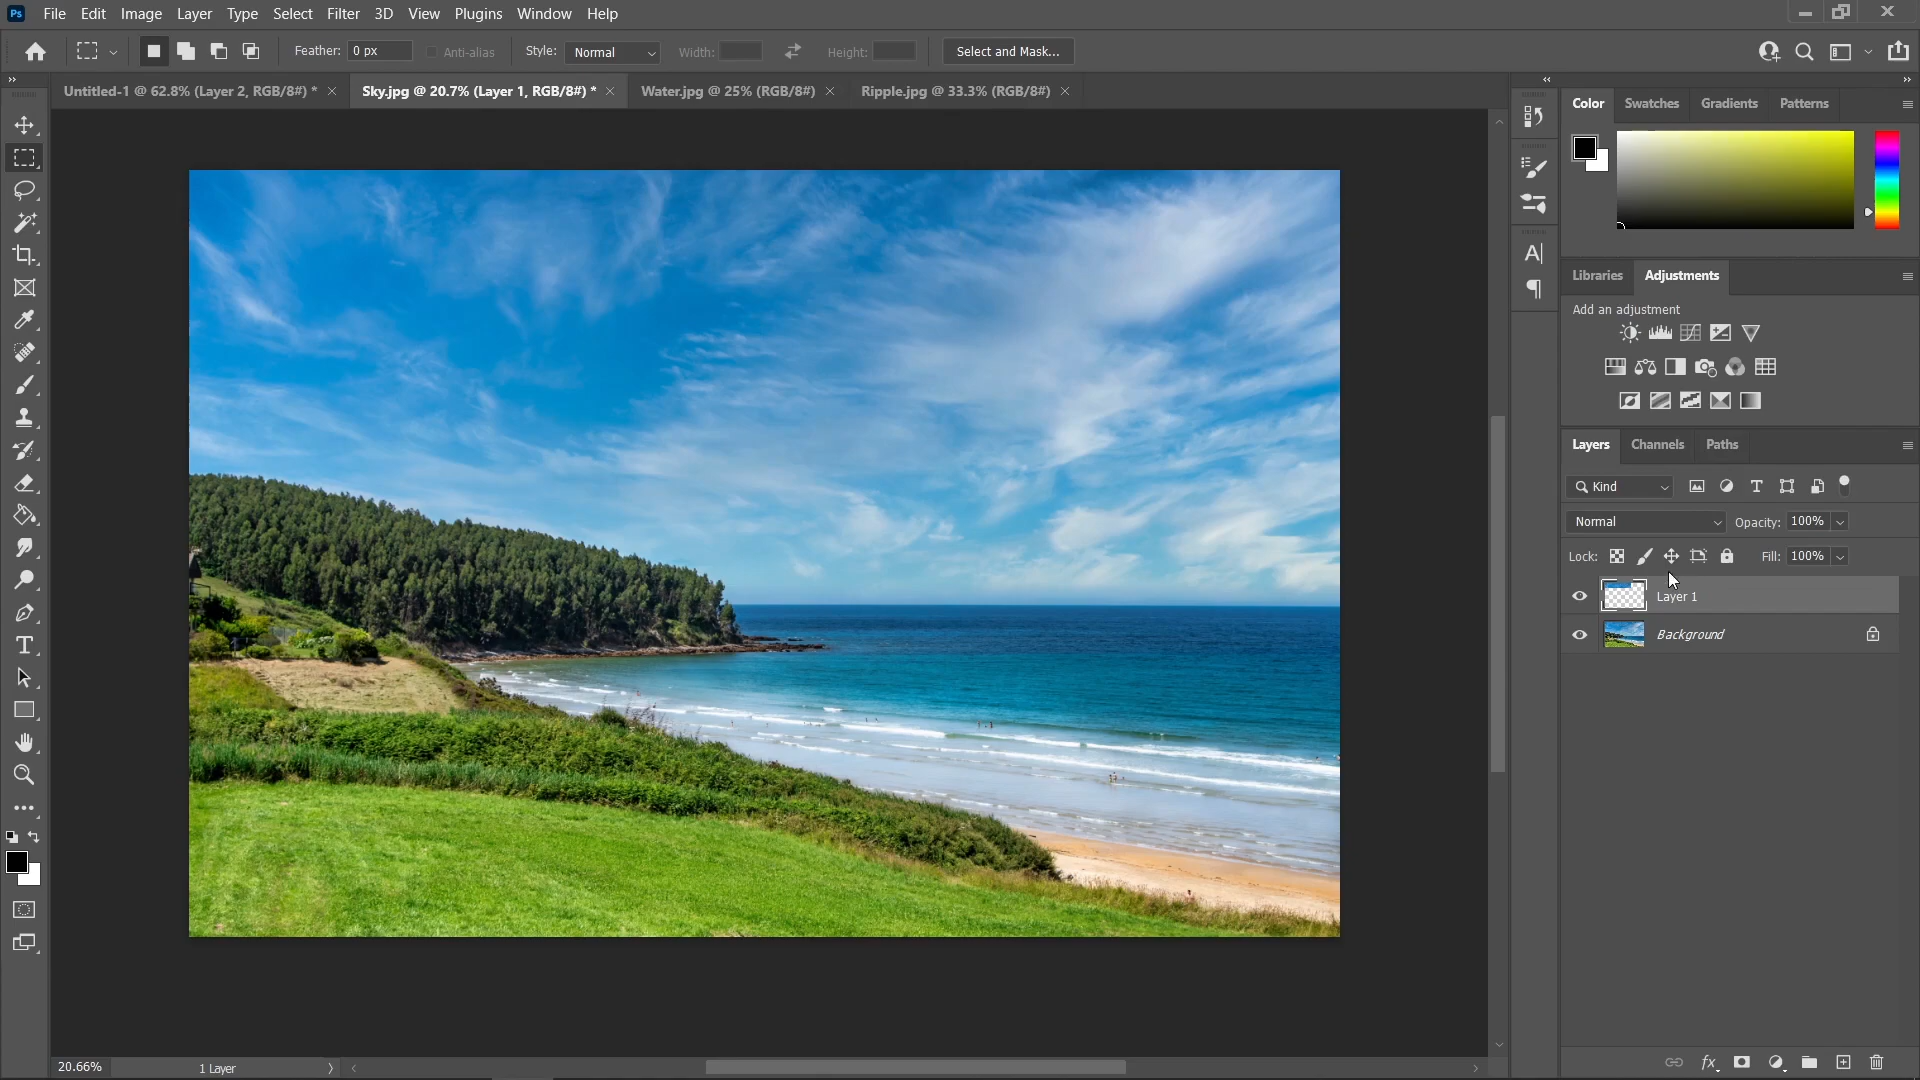 Ps File Edit Image Layer Type Select Filter 3D View Plugins Window Help
Feather: 0 px Anti-alias Style: Normal Width: Height: Select and Mask...
Untitled-1 @ 62.8% (Layer 2, RGB/8#) * Sky.jpg @ 20.7% (Layer 1, RGB/8#) * Water.jpg @ 25% (RGB/8#) Ripple.jpg @ 33.3% (RGB/8#)
Color Swatches Gradients Patterns
Libraries Adjustments
Add an adjustment
Layers Channels Paths
Kind
Normal Opacity: 100%
Lock: Fill: 100%
Layer 1
Background
20.66% 1 Layer